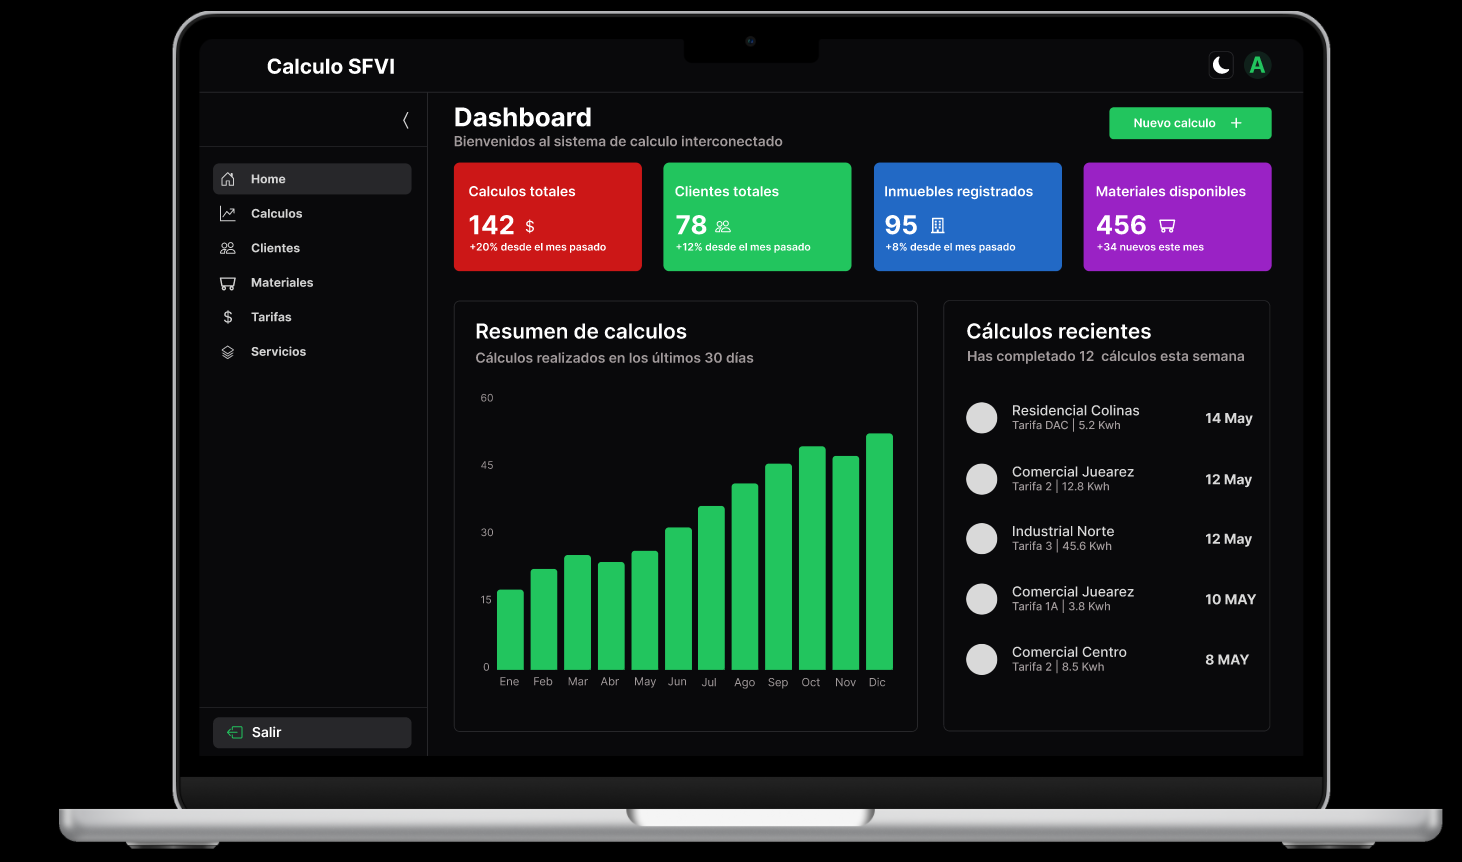 Calculo SFVI
A
Home
Calculos
Clientes
Materiales
$ Tarifas
Servicios
Salir
Dashboard
Bienvenidos al sistema de calculo interconectado
Nuevo calculo +
Calculos totales
142 $
+20% desde el mes pasado
Clientes totales
78
+12% desde el mes pasado
Inmuebles registrados
95
+8% desde el mes pasado
Materiales disponibles
456
+34 nuevos este mes
Resumen de calculos
Cálculos realizados en los últimos 30 días
60
45
30
15
0
Ene Feb Mar Abr May Jun Jul Ago Sep Oct Nov Dic
Cálculos recientes
Has completado 12 cálculos esta semana
Residencial Colinas
Tarifa DAC | 5.2 Kwh
14 May
Comercial Juearez
Tarifa 2 | 12.8 Kwh
12 May
Industrial Norte
Tarifa 3 | 45.6 Kwh
12 May
Comercial Juearez
Tarifa 1A | 3.8 Kwh
10 MAY
Comercial Centro
Tarifa 2 | 8.5 Kwh
8 MAY